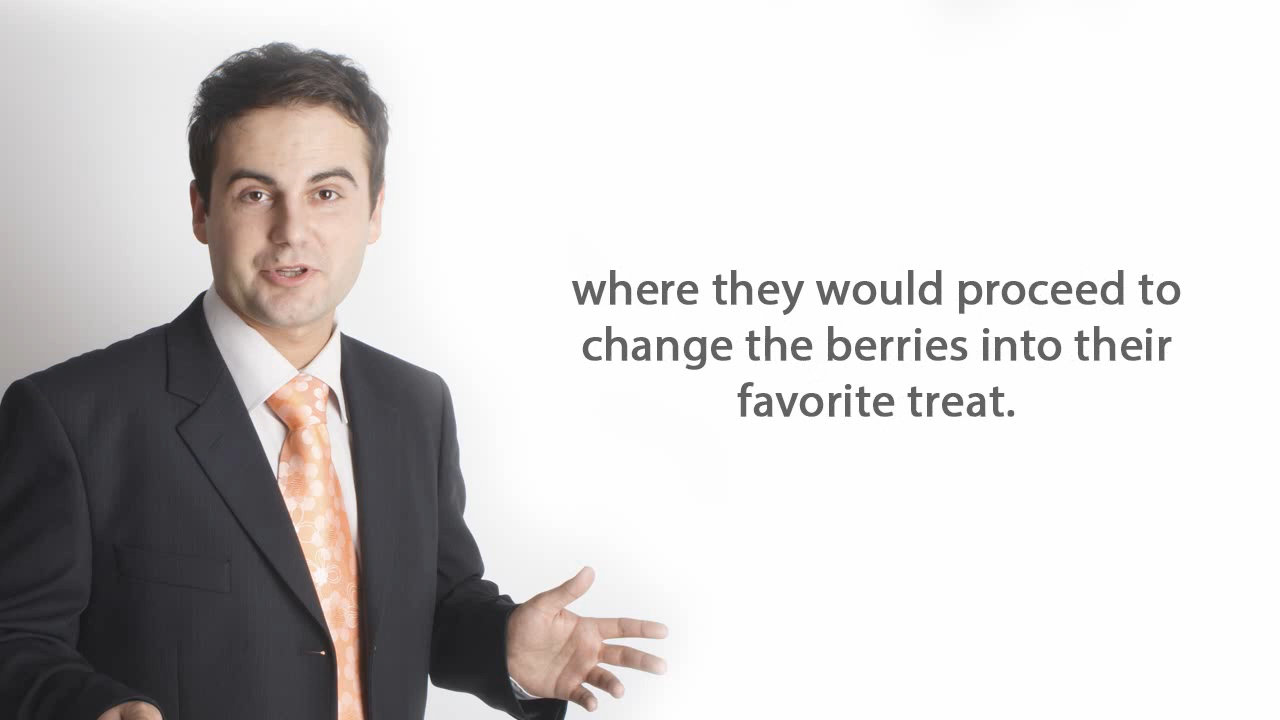 where they would proceed to
change the berries into their
favorite treat.